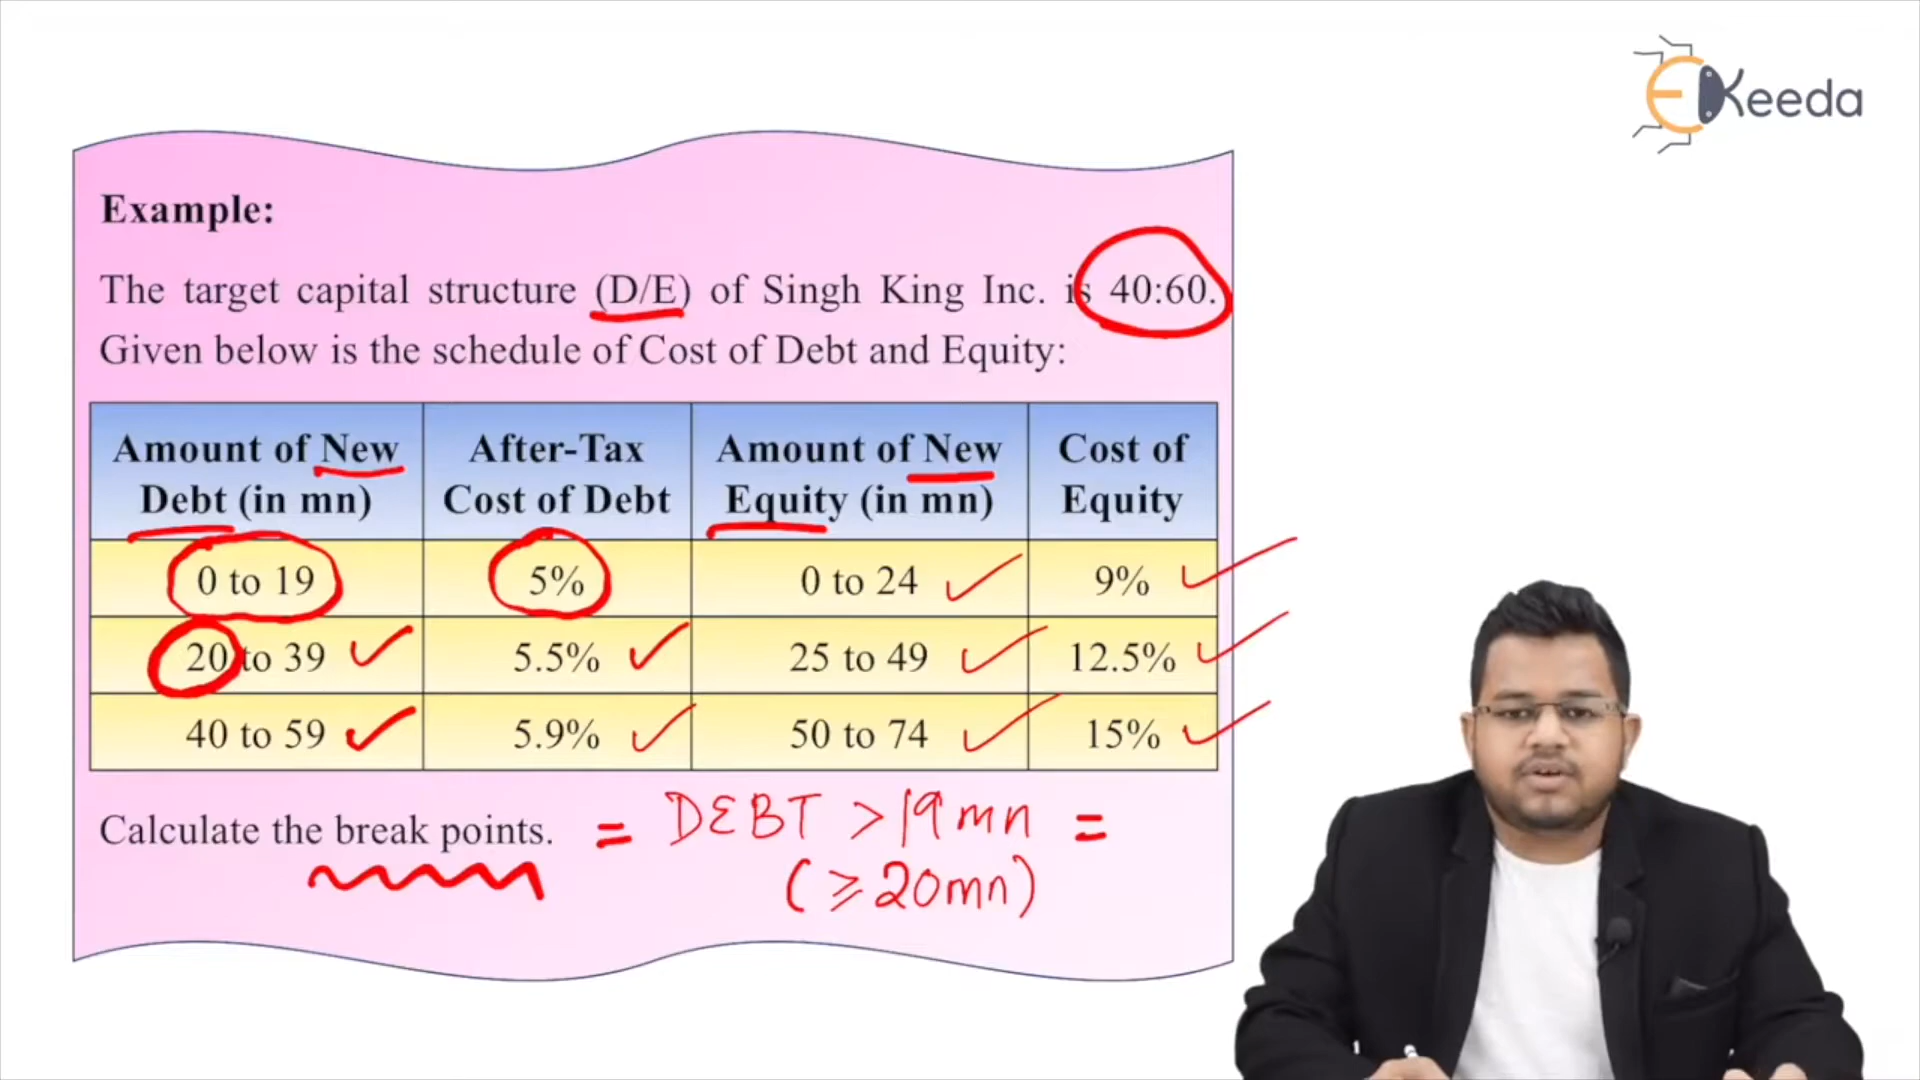 EKeeda
Example:
The target capital structure (D/E) of Singh King Inc. is 40:60.
Given below is the schedule of Cost of Debt and Equity:
Amount of New Debt (in mn) After-Tax Cost of Debt Amount of New Equity (in mn) Cost of Equity
0 to 19 5% 0 to 24 9%
20 to 39 5.5% 25 to 49 12.5%
40 to 59 5.9% 50 to 74 15%
Calculate the break points. = DEBT > 19 mn =
(≥ 20 mn)